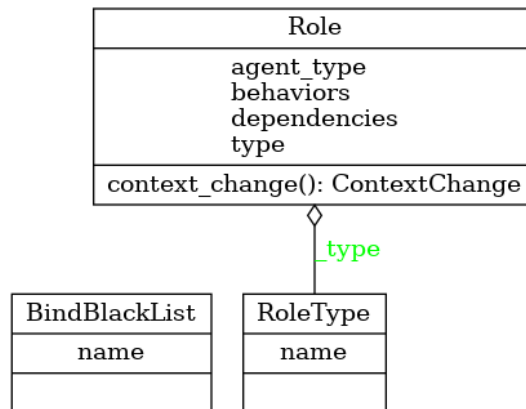 Role
agent_type
behaviors
dependencies
type
context_change(): ContextChange
_type
BindBlackList
name
RoleType
name